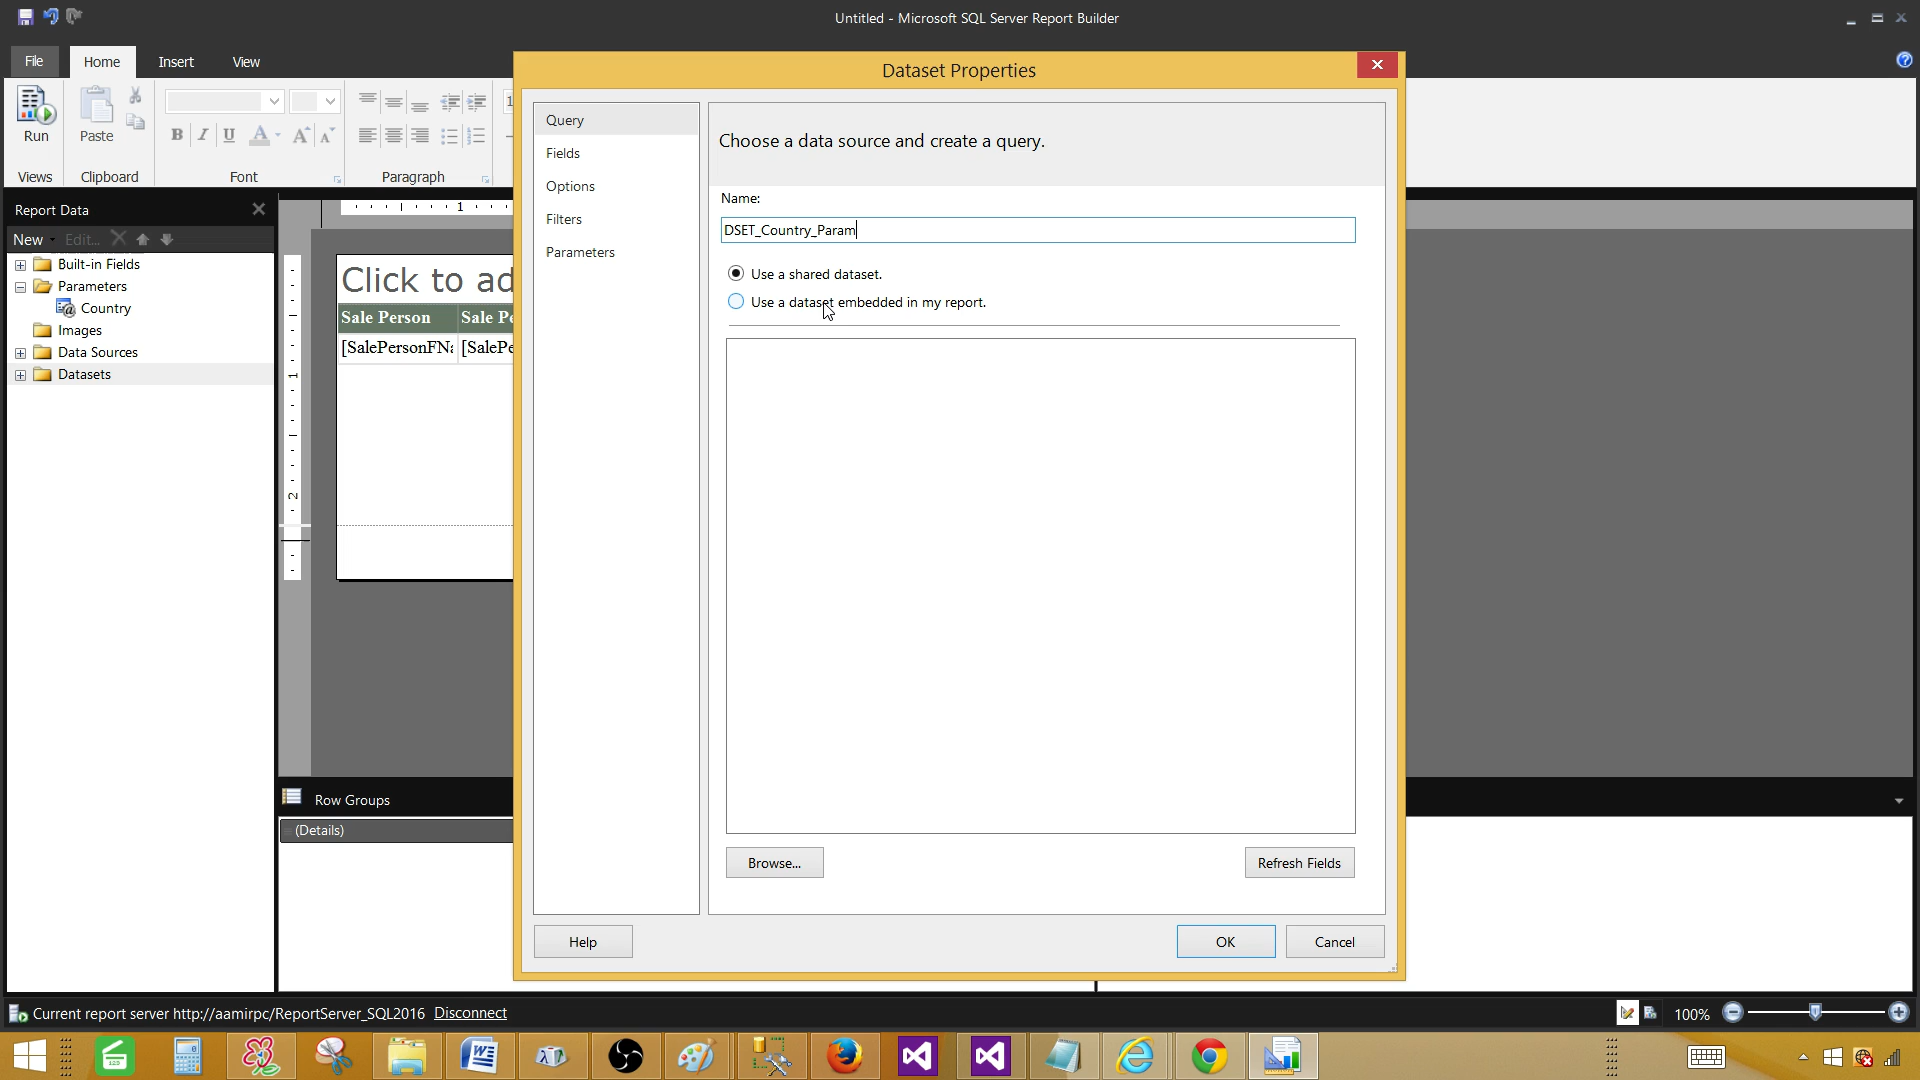 Untitled - Microsoft SQL Server Report Builder
File
Home
Insert
View
Run
Paste
Views
Clipboard
Font
Paragraph
B I U A A A
Dataset Properties
Query
Fields
Options
Filters
Parameters
Choose a data source and create a query.
Name:
DSET_Country_Param
Use a shared dataset.
Use a dataset embedded in my report.
Browse...
Refresh Fields
Help
OK
Cancel
Report Data
New
Edit...
Built-in Fields
Parameters
Country
Images
Data Sources
Datasets
1
1
2
Click to ad
Sale Person
Sale Pe
[SalePersonFNa
[SalePe
Row Groups
(Details)
Current report server http://aamirpc/ReportServer_SQL2016 Disconnect
100%